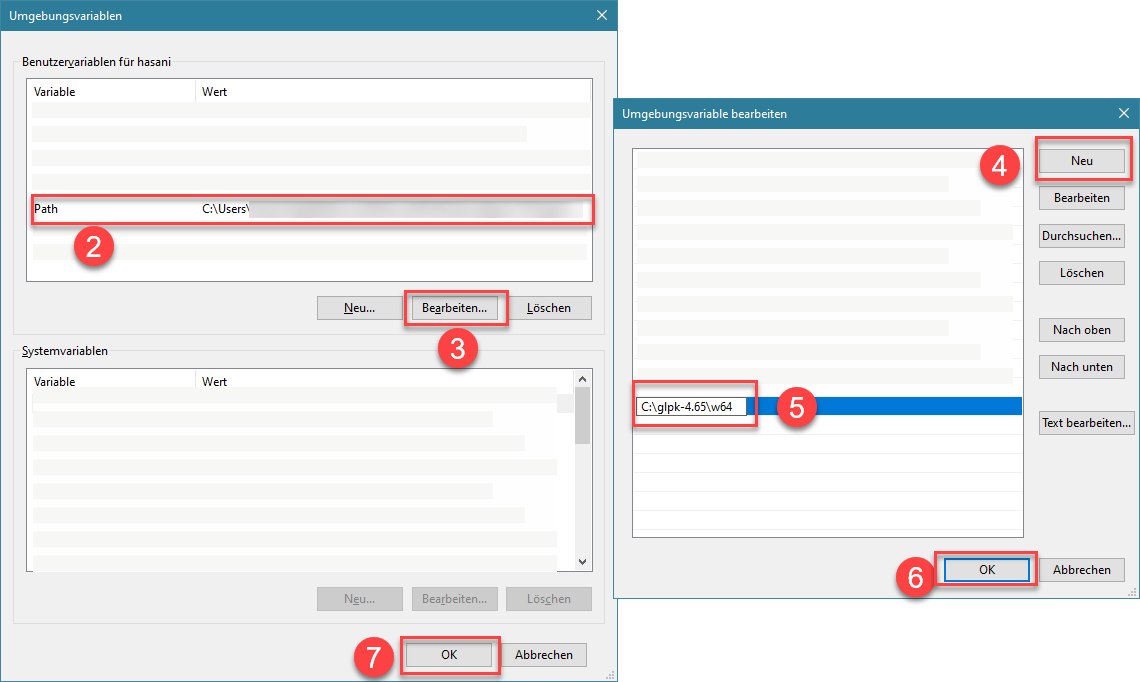 Umgebungsvariablen
Benutzervariablen für hasani
Variable Wert
Path C:\Users\
2
Neu... Bearbeiten... Löschen
3
Systemvariablen
Variable Wert
Neu... Bearbeiten... Löschen
7 OK Abbrechen
Umgebungsvariable bearbeiten
4 Neu
Bearbeiten
Durchsuchen...
Löschen
Nach oben
Nach unten
C:\glpk-4.65\w64 5
Text bearbeiten...
6 OK Abbrechen